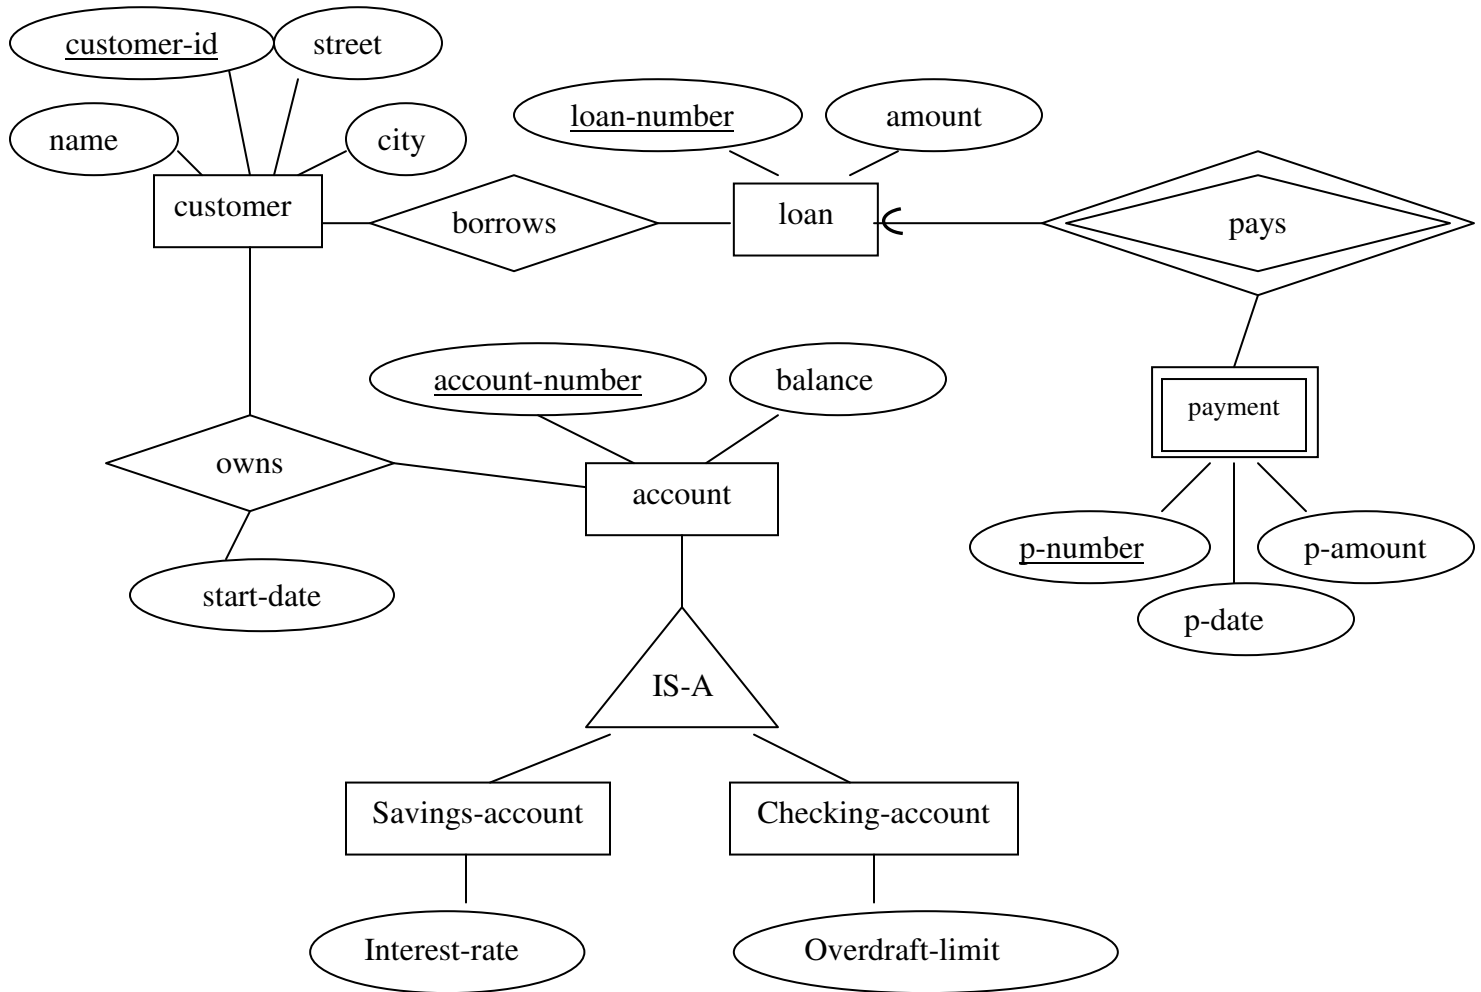 customer-id
street
name
city
loan-number
amount
customer
borrows
loan
pays
account-number
balance
payment
owns
account
p-number
p-amount
start-date
p-date
IS-A
Savings-account
Checking-account
Interest-rate
Overdraft-limit